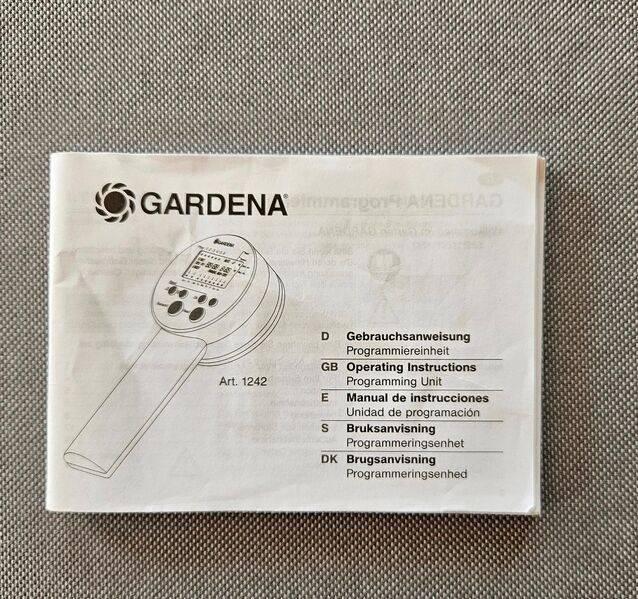 GARDENA®
GARDENA
Art. 1242
D Gebrauchsanweisung
Programmiereinheit
GB Operating Instructions
Programming Unit
E Manual de instrucciones
Unidad de programación
S Bruksanvisning
Programmeringsenhet
DK Brugsanvisning
Programmeringsenhed